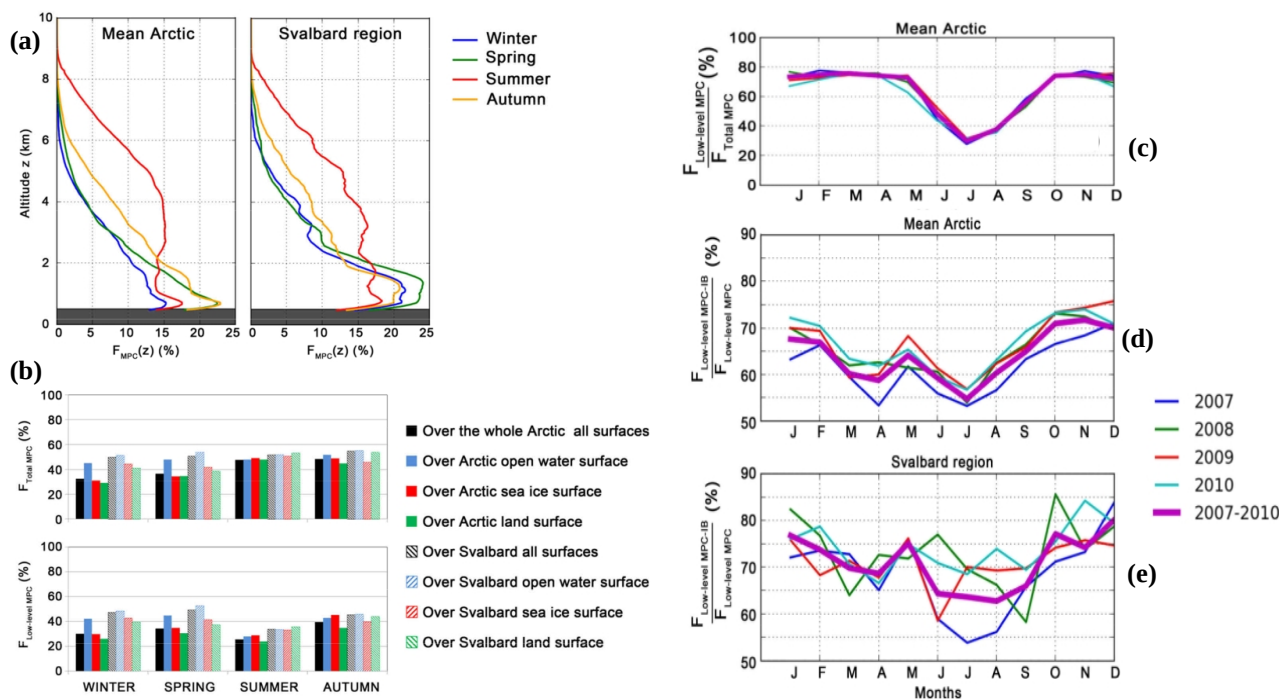 (a)
Mean Arctic
Svalbard region
Winter
Spring
Summer
Autumn
Altitude z (km)
10
8
6
4
2
0
0 5 10 15 20 25
0 5 10 15 20 25
F_MPC(z) (%)
F_MPC(z) (%)
(b)
F_Total MPC (%)
100
80
60
40
20
0
F_Low-level MPC (%)
100
80
60
40
20
0
WINTER SPRING SUMMER AUTUMN
Over the whole Arctic all surfaces
Over Arctic open water surface
Over Arctic sea ice surface
Over Acrtic land surface
Over Svalbard all surfaces
Over Svalbard open water surface
Over Svalbard sea ice surface
Over Svalbard land surface
Mean Arctic
F_Low-level MPC
F_Total MPC
(%)
100
80
60
40
20
0
J F M A M J J A S O N D
(c)
Mean Arctic
F_Low-level MPC-IB
F_Low-level MPC
(%)
90
80
70
60
50
J F M A M J J A S O N D
(d)
Svalbard region
F_Low-level MPC-IB
F_Low-level MPC
(%)
90
80
70
60
50
J F M A M J J A S O N D
Months
(e)
2007
2008
2009
2010
2007-2010